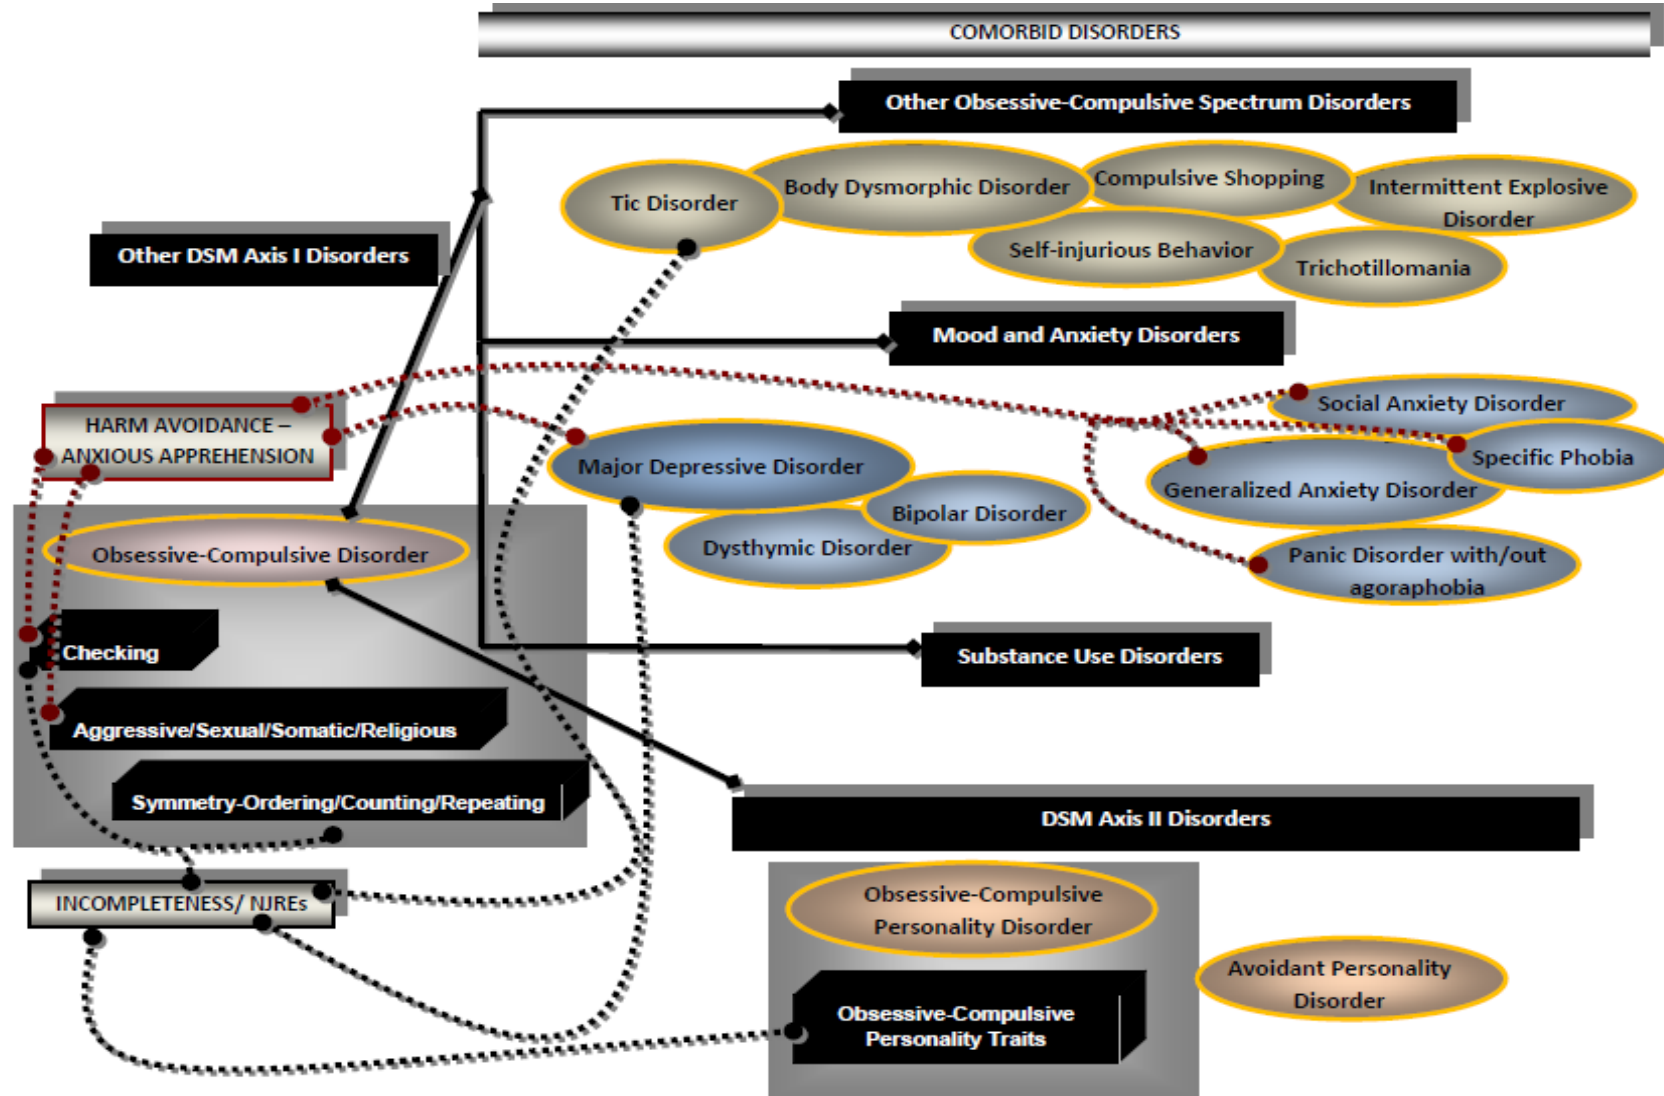 COMORBID DISORDERS
Other Obsessive-Compulsive Spectrum Disorders
Tic Disorder
Body Dysmorphic Disorder
Compulsive Shopping
Intermittent Explosive
Disorder
Self-injurious Behavior
Trichotillomania
Other DSM Axis I Disorders
Mood and Anxiety Disorders
HARM AVOIDANCE –
ANXIOUS APPREHENSION
Social Anxiety Disorder
Specific Phobia
Major Depressive Disorder
Generalized Anxiety Disorder
Bipolar Disorder
Dysthymic Disorder
Panic Disorder with/out
agoraphobia
Obsessive-Compulsive Disorder
Checking
Substance Use Disorders
Aggressive/Sexual/Somatic/Religious
Symmetry-Ordering/Counting/Repeating
DSM Axis II Disorders
INCOMPLETENESS/ NJREs
Obsessive-Compulsive
Personality Disorder
Avoidant Personality
Disorder
Obsessive-Compulsive
Personality Traits